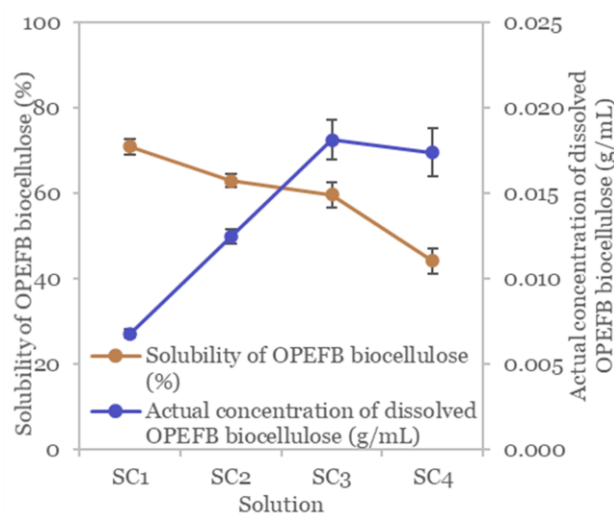 100
80
60
40
20
0
Solubility of OPEFB biocellulose (%)
0.025
0.020
0.015
0.010
0.005
0.000
Actual concentration of dissolved
OPEFB biocellulose (g/mL)
Solubility of OPEFB biocellulose
(%)
Actual concentration of dissolved
OPEFB biocellulose (g/mL)
SC1 SC2 SC3 SC4
Solution